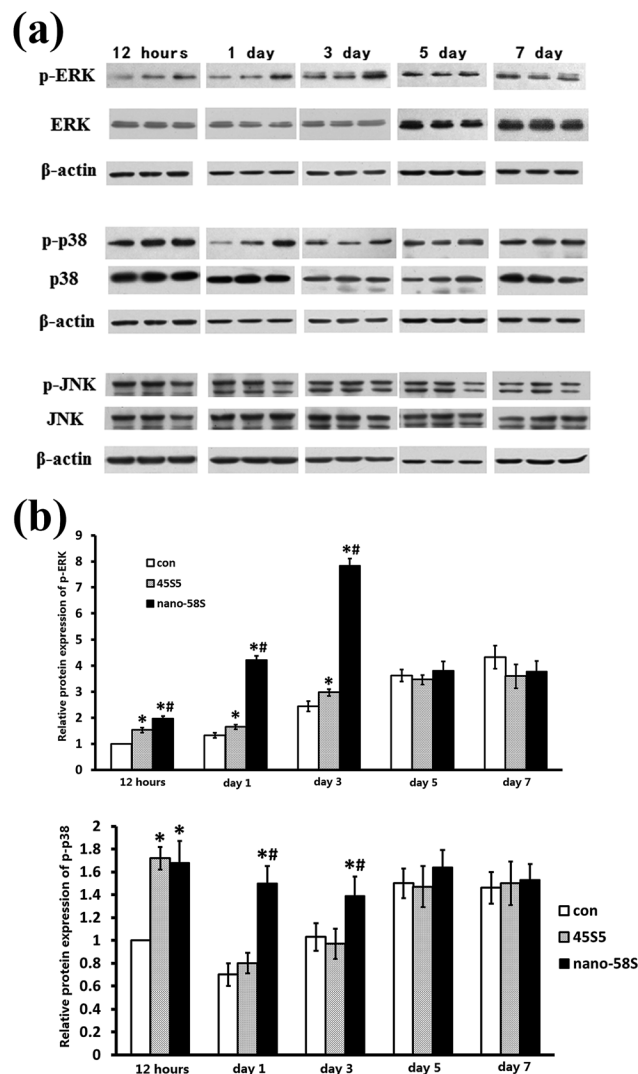 (a)
12 hours 1 day 3 day 5 day 7 day
p-ERK
ERK
β-actin
p-p38
p38
β-actin
p-JNK
JNK
β-actin
(b)
Relative protein expression of p-ERK
9
8
7
6
5
4
3
2
1
0
con
45S5
nano-58S
* *#
* *#
* *#
12 hours day 1 day 3 day 5 day 7
Relative protein expression of p-p38
2
1.8
1.6
1.4
1.2
1
0.8
0.6
0.4
0.2
0
* *
*#
*#
con
45S5
nano-58S
12 hours day 1 day 3 day 5 day 7